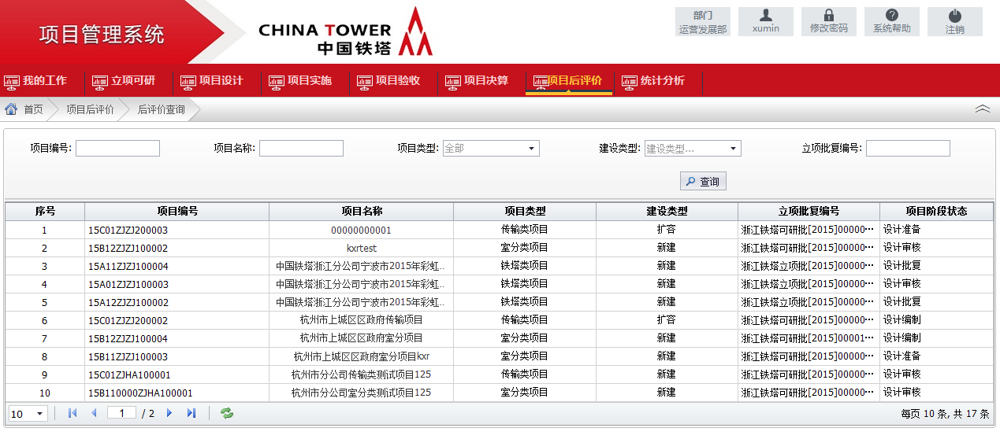 项目管理系统
CHINA TOWER
中国铁塔
部门
运营发展部
xumin
修改密码
系统帮助
注销
我的工作 立项可研 项目设计 项目实施 项目验收 项目决算 项目后评价 统计分析
首页 项目后评价 后评价查询
项目编号: 项目名称: 项目类型: 全部 建设类型: 建设类型... 立项批复编号:
查询
序号 项目编号 项目名称 项目类型 建设类型 立项批复编号 项目阶段状态
1 15C01ZJZJ200003 00000000001 传输类项目 扩容 浙江铁塔可研批[2015]00000… 设计准备
2 15B12ZJZJ100002 kxrtest 室分类项目 新建 浙江铁塔可研批[2015]00000… 设计审核
3 15A11ZJZJ100004 中国铁塔浙江分公司宁波市2015年彩虹.. 铁塔类项目 新建 浙江铁塔立项批[2015]00000… 设计批复
4 15A01ZJZJ100003 中国铁塔浙江分公司宁波市2015年彩虹.. 铁塔类项目 新建 浙江铁塔立项批[2015]00000… 设计审核
5 15A12ZJZJ100002 中国铁塔浙江分公司宁波市2015年彩虹.. 铁塔类项目 新建 浙江铁塔立项批[2015]00000… 设计批复
6 15C01ZJZJ200002 杭州市上城区区政府传输项目 传输类项目 扩容 浙江铁塔可研批[2015]00000… 设计编制
7 15B12ZJZJ100004 杭州市上城区区政府室分项目 室分类项目 新建 浙江铁塔可研批[2015]00001… 设计编制
8 15B11ZJZJ100003 杭州市上城区区政府室分项目kxr 室分类项目 新建 浙江铁塔可研批[2015]00000… 设计准备
9 15C01ZJHA100001 杭州市分公司传输类测试项目125 传输类项目 新建 浙江铁塔可研批[2015]00000… 设计审核
10 15B110000ZJHA100001 杭州市分公司室分类测试项目125 室分类项目 新建 浙江铁塔可研批[2015]00000… 设计审核
10 1 / 2 每页 10 条, 共 17 条